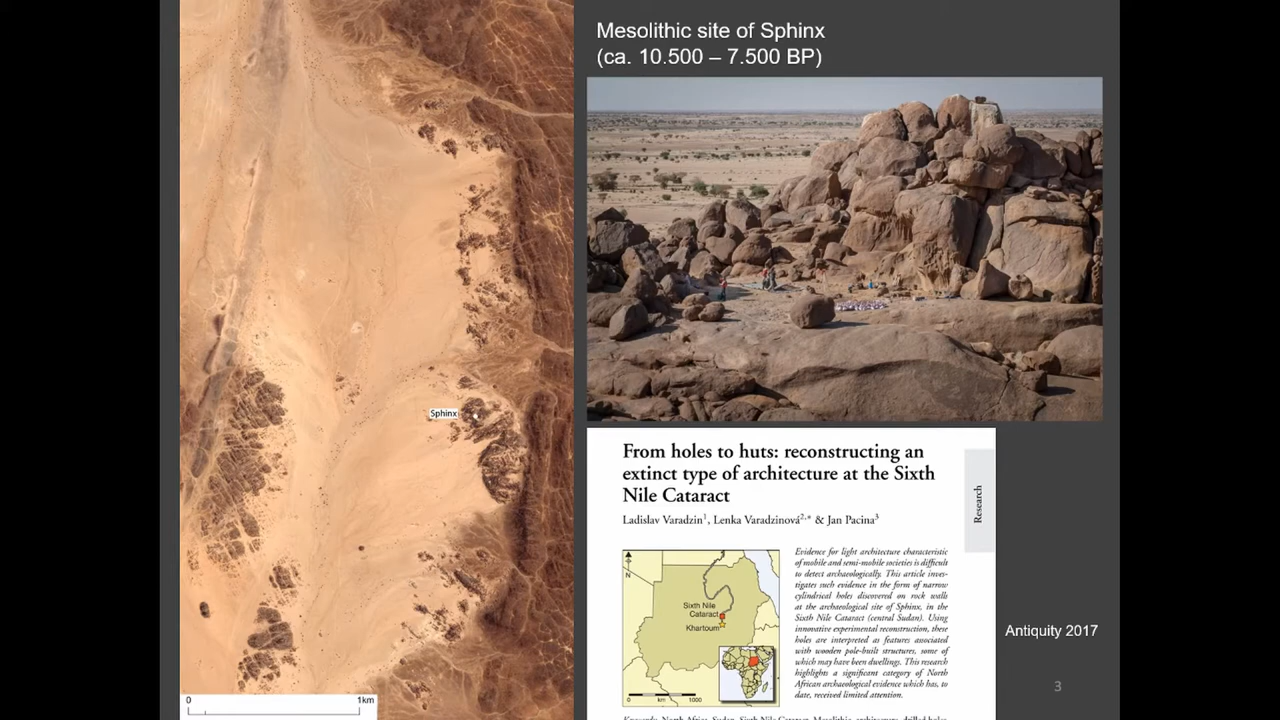 Mesolithic site of Sphinx
(ca. 10.500 – 7.500 BP)
Sphinx
0
1km
From holes to huts: reconstructing an
extinct type of architecture at the Sixth
Nile Cataract
Ladislav Varadzin¹, Lenka Varadzinová²,* & Jan Pacina³
Research
N
Sixth Nile
Cataract
Khartoum
0 km 1000
Evidence for light architecture characteristic
of mobile and semi-mobile societies is difficult
to detect archaeologically. This article inves-
tigates such evidence in the form of narrow
cylindrical holes discovered on rock walls
at the archaeological site of Sphinx, in the
Sixth Nile Cataract (central Sudan). Using
innovative experimental reconstruction, these
holes are interpreted as features associated
with wooden pole-built structures, some of
which may have been dwellings. This research
highlights a significant category of North
African archaeological evidence which has, to
date, received limited attention.
Antiquity 2017
3